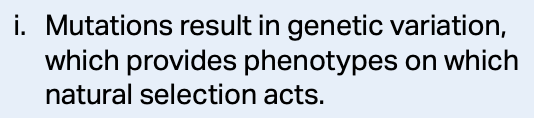 i. Mutations result in genetic variation,
which provides phenotypes on which
natural selection acts.